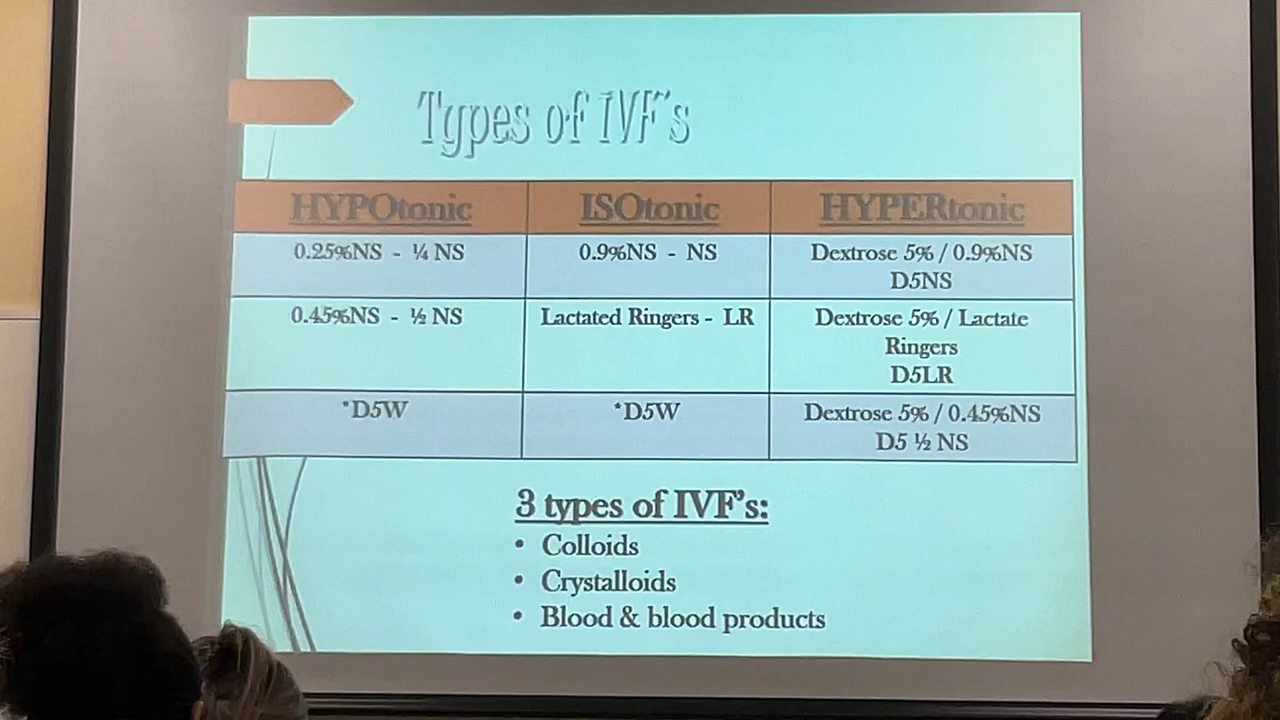 Types of IVF's
HYPOtonic
ISOtonic
HYPERtonic
0.25%NS - ¼ NS
0.9%NS - NS
Dextrose 5% / 0.9%NS
D5NS
0.45%NS - ½ NS
Lactated Ringers - LR
Dextrose 5% / Lactate
Ringers
D5LR
*D5W
*D5W
Dextrose 5% / 0.45%NS
D5 ½ NS
3 types of IVF's:
• Colloids
• Crystalloids
• Blood & blood products